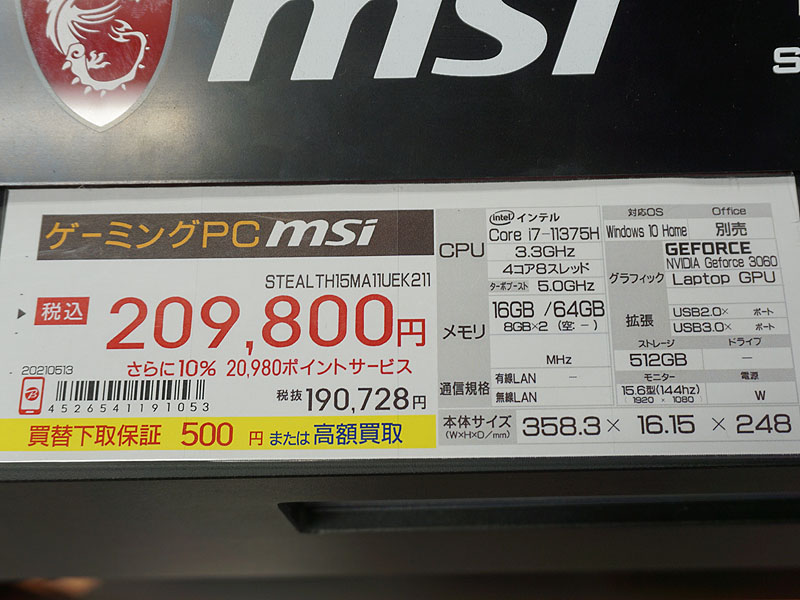 msi
S
ゲーミングPC msi
STEALTH15MA11UEK211
税込 209,800円
20210513
さらに10% 20,980ポイントサービス
4526541191053
税抜 190,728円
買替下取保証 500 円 または 高額買取
CPU
intel インテル
Core i7-11375H
3.3GHz
4コア8スレッド
ターボブースト 5.0GHz
メモリ
16GB /64GB
8GB×2 (空 - )
MHz
通信規格
有線LAN −
無線LAN
対応OS Office
Windows 10 Home 別売
グラフィック
GEFORCE
NVIDIA Geforce 3060
Laptop GPU
拡張
USB2.0× ポート
USB3.0× ポート
ストレージ ドライブ
512GB −
モニター 電源
15.6型(144hz)
1920 × 1080
W
本体サイズ
(W×H×D/mm)
358.3 × 16.15 × 248